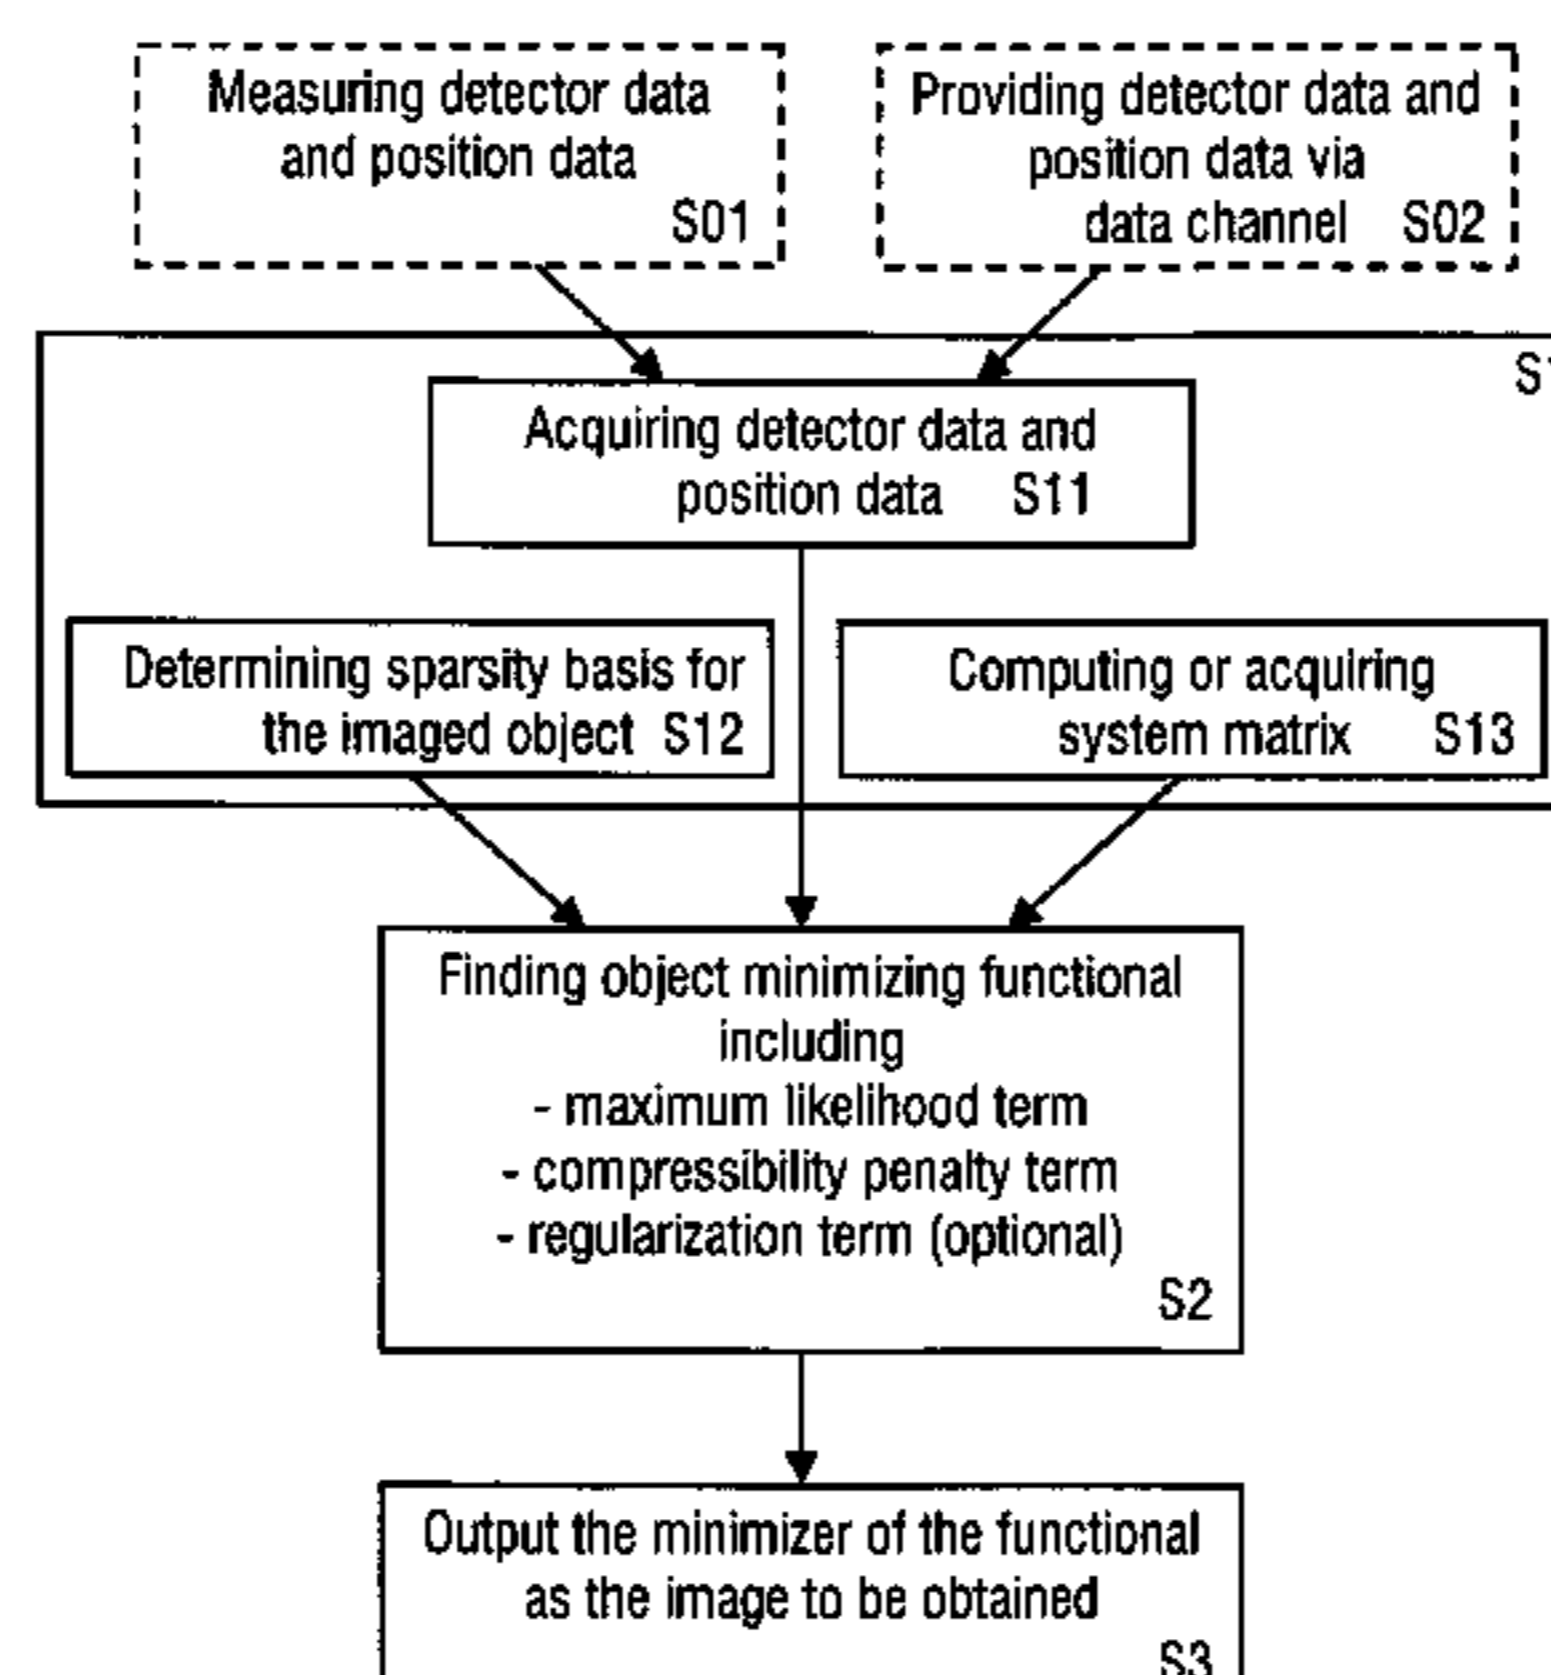 Measuring detector data
and position data
S01
Providing detector data and
position data via
data channel S02
Acquiring detector data and
position data S11
Determining sparsity basis for
the imaged object S12
Computing or acquiring
system matrix S13
Finding object minimizing functional
including
- maximum likelihood term
- compressibility penalty term
- regularization term (optional)
S2
Output the minimizer of the functional
as the image to be obtained
S3